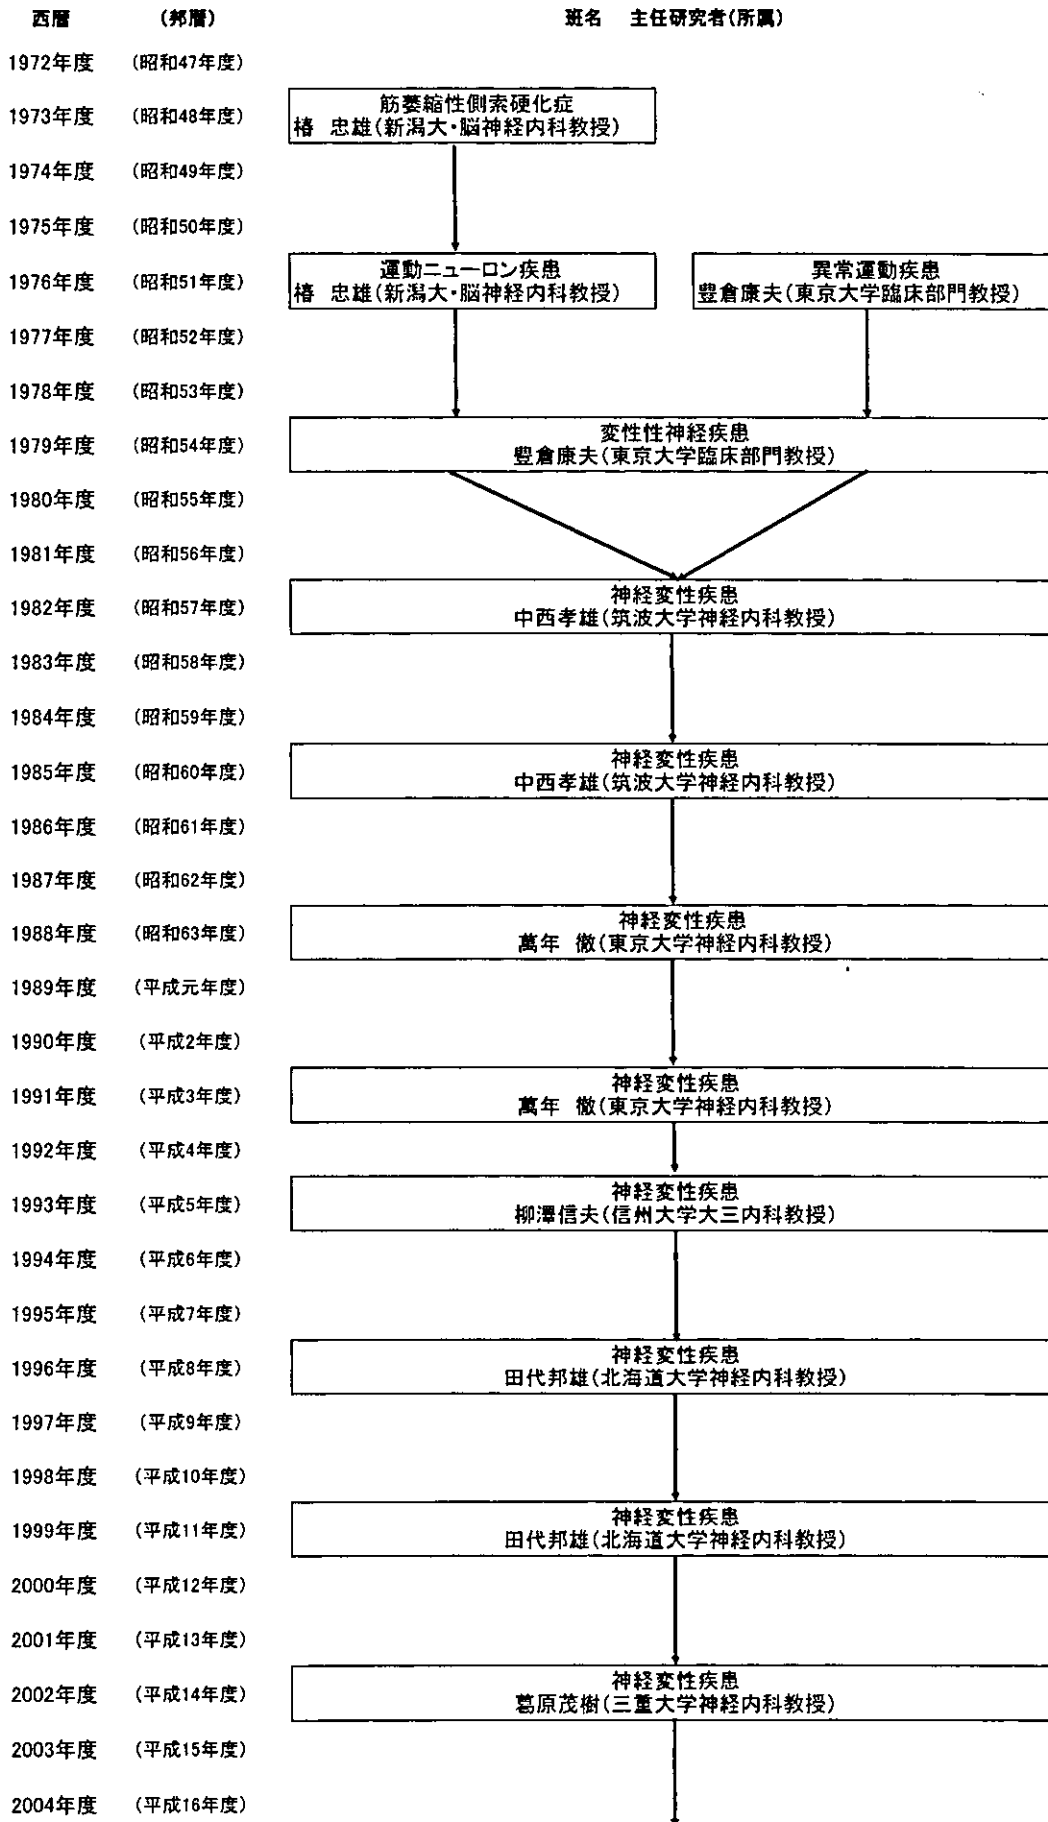 西暦 (邦暦) 班名 主任研究者(所属)
1972年度 (昭和47年度)
筋萎縮性側索硬化症
1973年度 (昭和48年度)
椿 忠雄(新潟大・脳神経内科教授)
1974年度 (昭和49年度)
1975年度 (昭和50年度)
運動ニューロン疾患 異常運動疾患
1976年度 (昭和51年度)
椿 忠雄(新潟大・脳神経内科教授) 豊倉康夫(東京大学臨床部門教授)
1977年度 (昭和52年度)
1978年度 (昭和53年度)
変性性神経疾患
1979年度 (昭和54年度)
豊倉康夫(東京大学臨床部門教授)
1980年度 (昭和55年度)
1981年度 (昭和56年度)
神経変性疾患
1982年度 (昭和57年度)
中西孝雄(筑波大学神経内科教授)
1983年度 (昭和58年度)
1984年度 (昭和59年度)
神経変性疾患
1985年度 (昭和60年度)
中西孝雄(筑波大学神経内科教授)
1986年度 (昭和61年度)
1987年度 (昭和62年度)
神経変性疾患
1988年度 (昭和63年度)
萬年 徹(東京大学神経内科教授)
1989年度 (平成元年度)
1990年度 (平成2年度)
神経変性疾患
1991年度 (平成3年度)
萬年 徹(東京大学神経内科教授)
1992年度 (平成4年度)
神経変性疾患
1993年度 (平成5年度)
柳澤信夫(信州大学大三内科教授)
1994年度 (平成6年度)
1995年度 (平成7年度)
神経変性疾患
1996年度 (平成8年度)
田代邦雄(北海道大学神経内科教授)
1997年度 (平成9年度)
1998年度 (平成10年度)
神経変性疾患
1999年度 (平成11年度)
田代邦雄(北海道大学神経内科教授)
2000年度 (平成12年度)
2001年度 (平成13年度)
神経変性疾患
2002年度 (平成14年度)
葛原茂樹(三重大学神経内科教授)
2003年度 (平成15年度)
2004年度 (平成16年度)